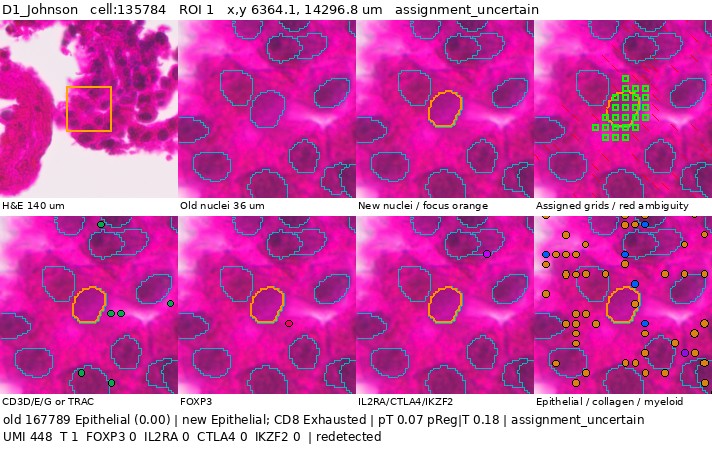 D1_Johnson cell:135784 ROI 1 x,y 6364.1, 14296.8 um assignment_uncertain
H&E 140 um
Old nuclei 36 um
New nuclei / focus orange
Assigned grids / red ambiguity
CD3D/E/G or TRAC
FOXP3
IL2RA/CTLA4/IKZF2
Epithelial / collagen / myeloid
old 167789 Epithelial (0.00) | new Epithelial; CD8 Exhausted | pT 0.07 pReg|T 0.18 | assignment_uncertain
UMI 448 T 1 FOXP3 0 IL2RA 0 CTLA4 0 IKZF2 0 | redetected